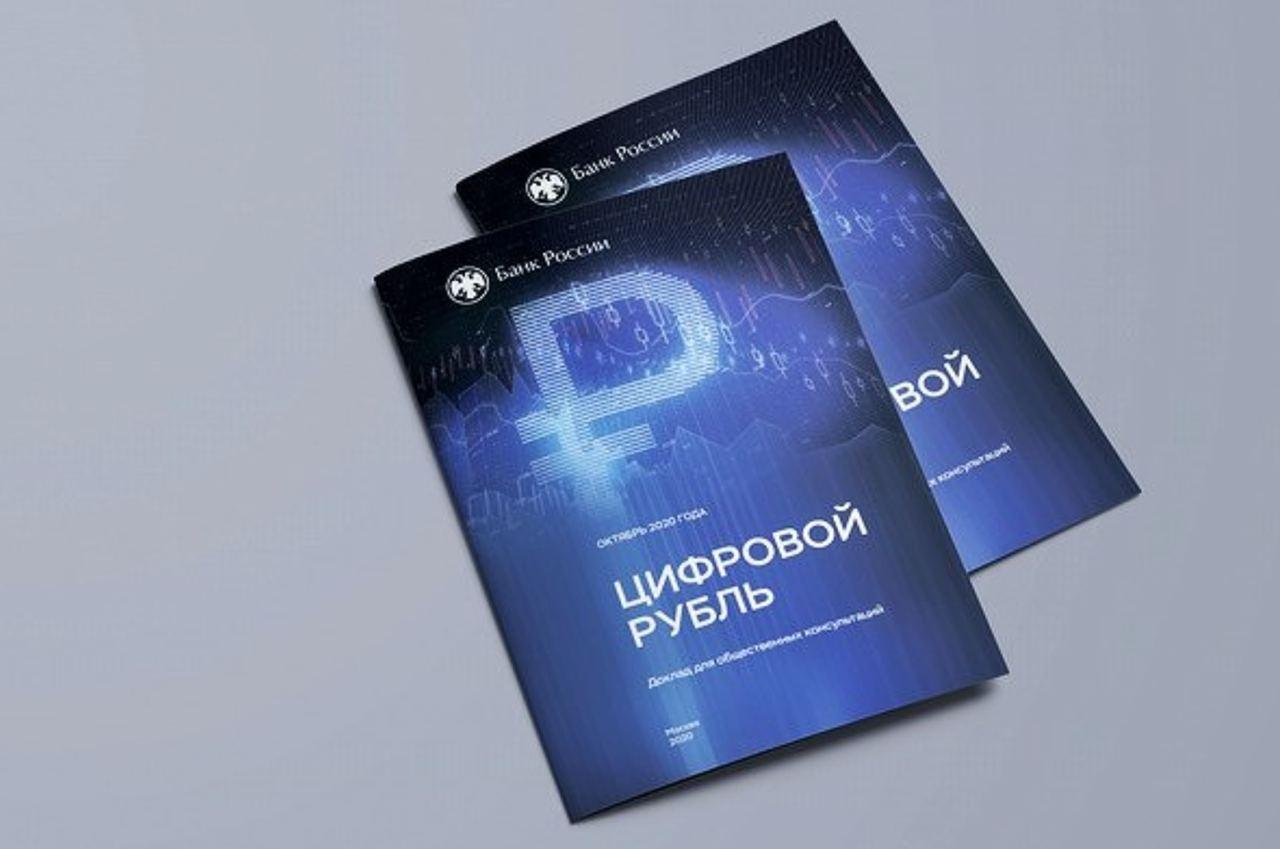 Банк России
Банк России
ОКТЯБРЬ 2020 ГОДА
ЦИФРОВОЙ
РУБЛЬ
Доклад для общественных консультаций
Москва
2020
ВОЙ
х консультаций